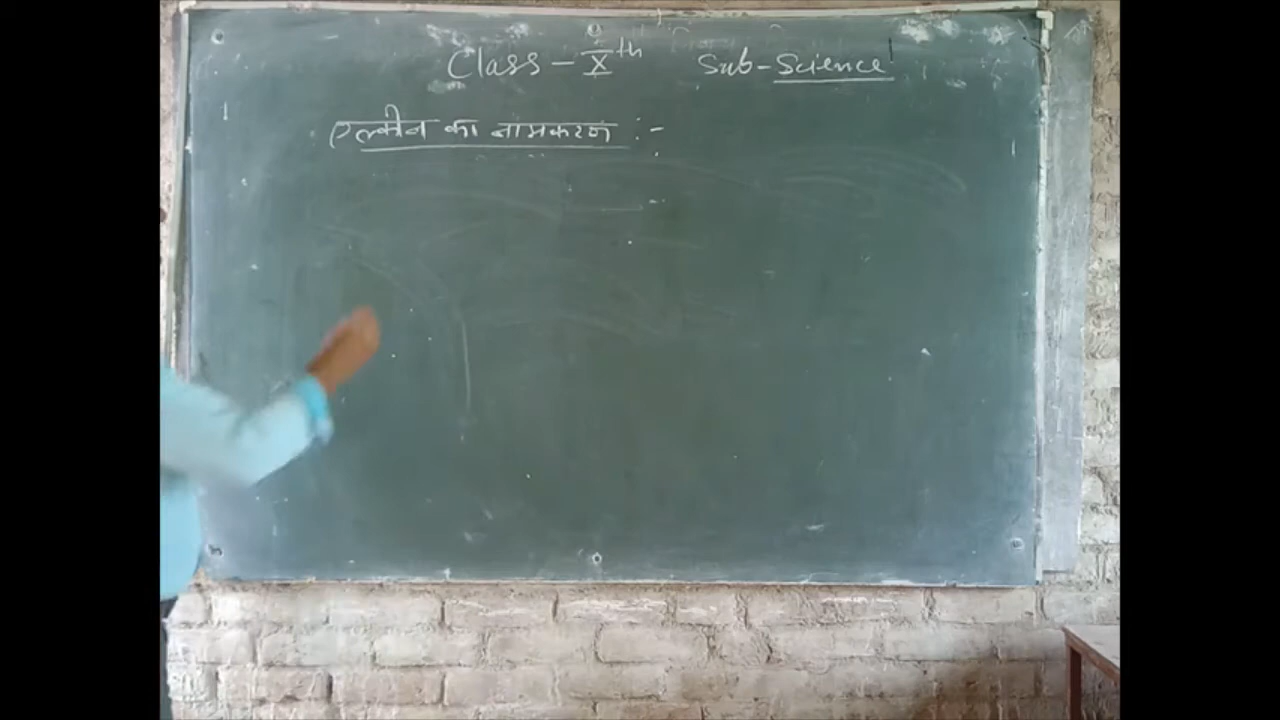 Class - Xth Sub - Science
एल्कीन का नामकरण :-